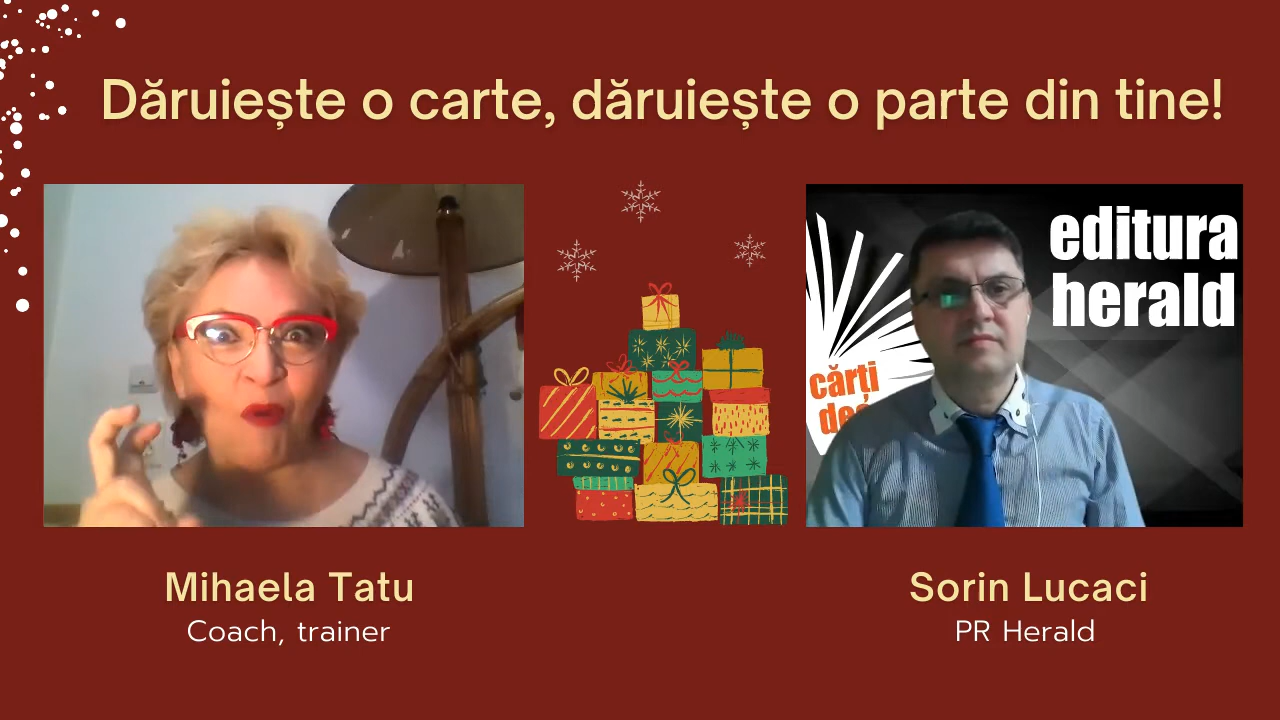 Dăruiește o carte, dăruiește o parte din tine!
editura
herald
cărți
Mihaela Tatu
Coach, trainer
Sorin Lucaci
PR Herald